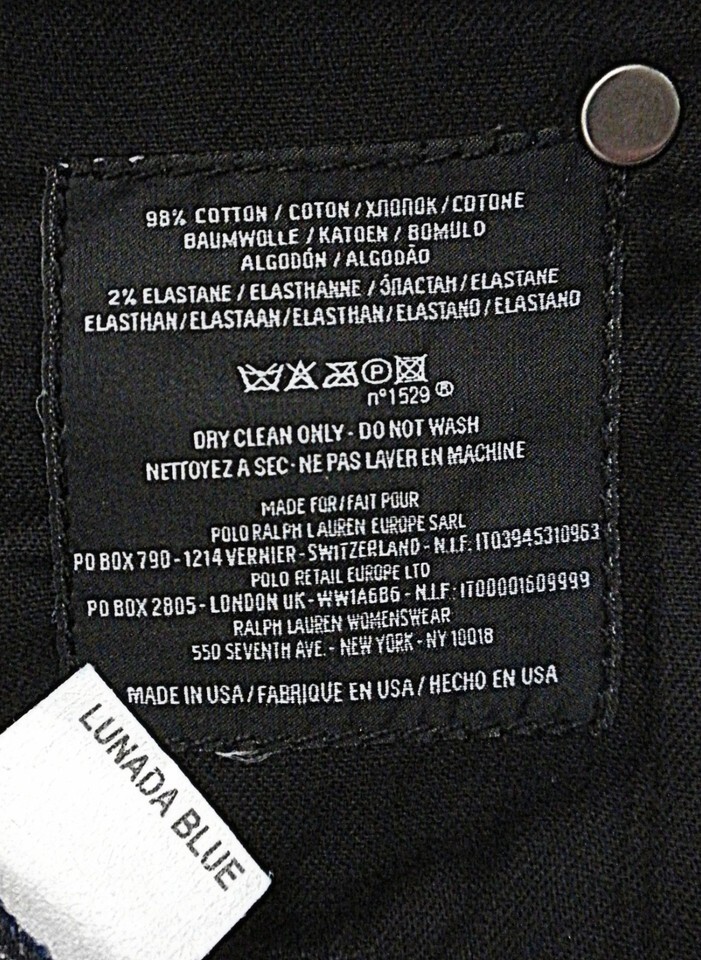 98% COTTON / COTON / ХЛОПОК / COTONE
BAUMWOLLE / KATOEN / BOMULD
ALGODÓN / ALGODÃO
2% ELASTANE / ELASTHANNE / ЭЛАСТАН / ELASTANE
ELASTHAN / ELASTAAN / ELASTHAN / ELASTANO / ELASTANO
P
n°1529 ®
DRY CLEAN ONLY - DO NOT WASH
NETTOYEZ A SEC - NE PAS LAVER EN MACHINE
MADE FOR / FAIT POUR
POLO RALPH LAUREN EUROPE SARL
PO BOX 790 - 1214 VERNIER - SWITZERLAND - N.I.F.: IT03945310963
POLO RETAIL EUROPE LTD
PO BOX 2805 - LONDON UK - WW1A6B6 - N.I.F.: IT00001609999
RALPH LAUREN WOMENSWEAR
550 SEVENTH AVE. - NEW YORK - NY 10018
MADE IN USA / FABRIQUE EN USA / HECHO EN USA
LUNADA BLUE